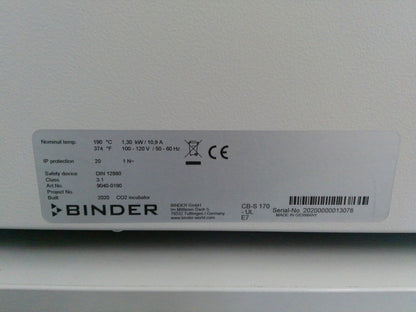 Nominal temp. 190 °C 1,30 kW / 10,9 A
374 °F 100 - 120 V / 50 - 60 Hz
IP protection 20 1 N~
Safety device DIN 12880
Class 3.1
Art.No. 9040-0190
Project No.
Built 2020 CO2 incubator
BINDER
BINDER GmbH
Im Mittleren Ösch 5
78532 Tuttlingen / Germany
www.binder-world.com
CB-S 170
- UL
E7
Serial-No 20200000013078
MADE IN GERMANY